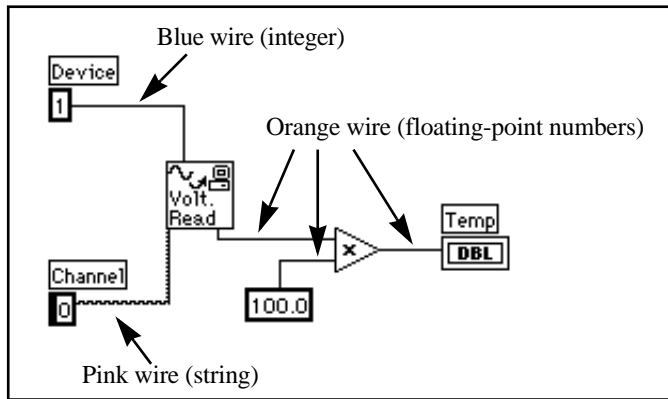 Blue wire (integer)
Device
1
Orange wire (floating-point numbers)
Volt.
Read
Temp
x
DBL
Channel
0
100.0
Pink wire (string)